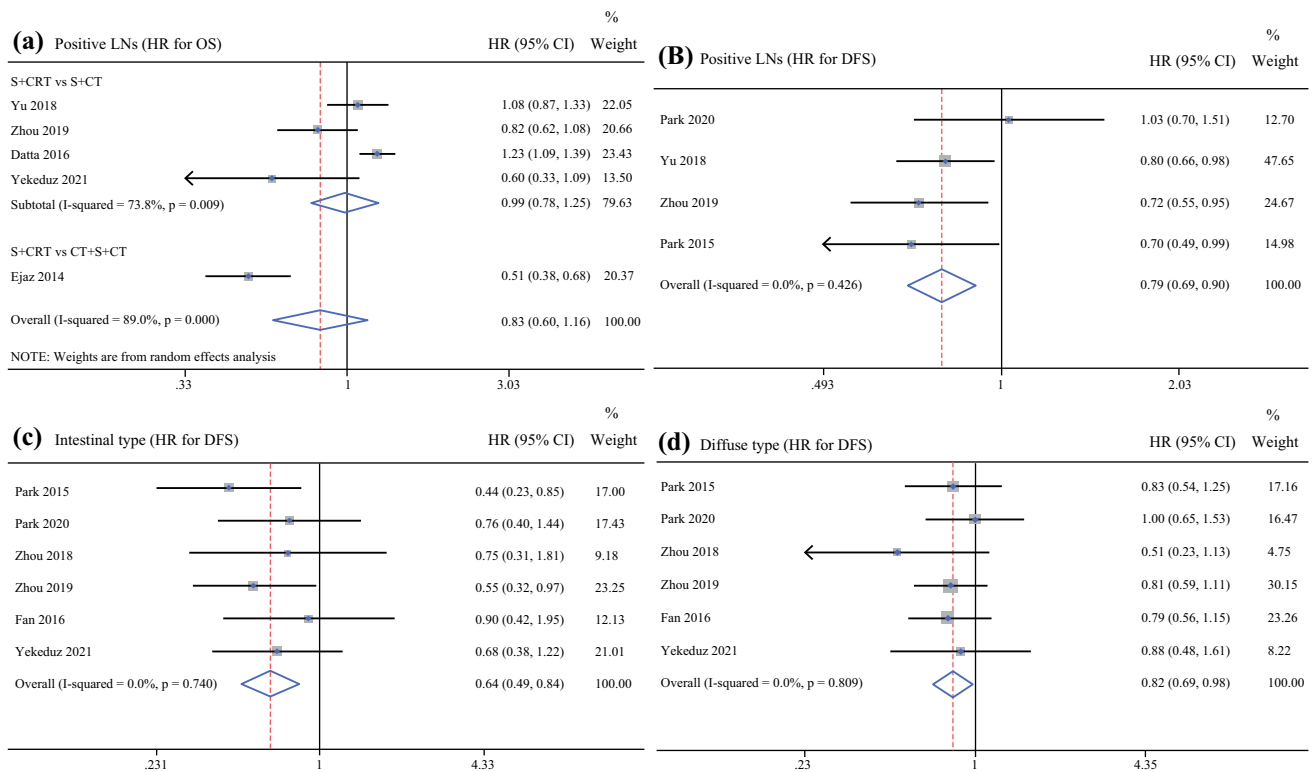 %
(a) Positive LNs (HR for OS) HR (95% CI) Weight
S+CRT vs S+CT
Yu 2018 1.08 (0.87, 1.33) 22.05
Zhou 2019 0.82 (0.62, 1.08) 20.66
Datta 2016 1.23 (1.09, 1.39) 23.43
Yekeduz 2021 0.60 (0.33, 1.09) 13.50
Subtotal (I-squared = 73.8%, p = 0.009) 0.99 (0.78, 1.25) 79.63
S+CRT vs CT+S+CT
Ejaz 2014 0.51 (0.38, 0.68) 20.37
Overall (I-squared = 89.0%, p = 0.000) 0.83 (0.60, 1.16) 100.00
NOTE: Weights are from random effects analysis
.33 1 3.03
%
(B) Positive LNs (HR for DFS) HR (95% CI) Weight
Park 2020 1.03 (0.70, 1.51) 12.70
Yu 2018 0.80 (0.66, 0.98) 47.65
Zhou 2019 0.72 (0.55, 0.95) 24.67
Park 2015 0.70 (0.49, 0.99) 14.98
Overall (I-squared = 0.0%, p = 0.426) 0.79 (0.69, 0.90) 100.00
.493 1 2.03
%
(c) Intestinal type (HR for DFS) HR (95% CI) Weight
Park 2015 0.44 (0.23, 0.85) 17.00
Park 2020 0.76 (0.40, 1.44) 17.43
Zhou 2018 0.75 (0.31, 1.81) 9.18
Zhou 2019 0.55 (0.32, 0.97) 23.25
Fan 2016 0.90 (0.42, 1.95) 12.13
Yekeduz 2021 0.68 (0.38, 1.22) 21.01
Overall (I-squared = 0.0%, p = 0.740) 0.64 (0.49, 0.84) 100.00
.231 1 4.33
%
(d) Diffuse type (HR for DFS) HR (95% CI) Weight
Park 2015 0.83 (0.54, 1.25) 17.16
Park 2020 1.00 (0.65, 1.53) 16.47
Zhou 2018 0.51 (0.23, 1.13) 4.75
Zhou 2019 0.81 (0.59, 1.11) 30.15
Fan 2016 0.79 (0.56, 1.15) 23.26
Yekeduz 2021 0.88 (0.48, 1.61) 8.22
Overall (I-squared = 0.0%, p = 0.809) 0.82 (0.69, 0.98) 100.00
.23 1 4.35